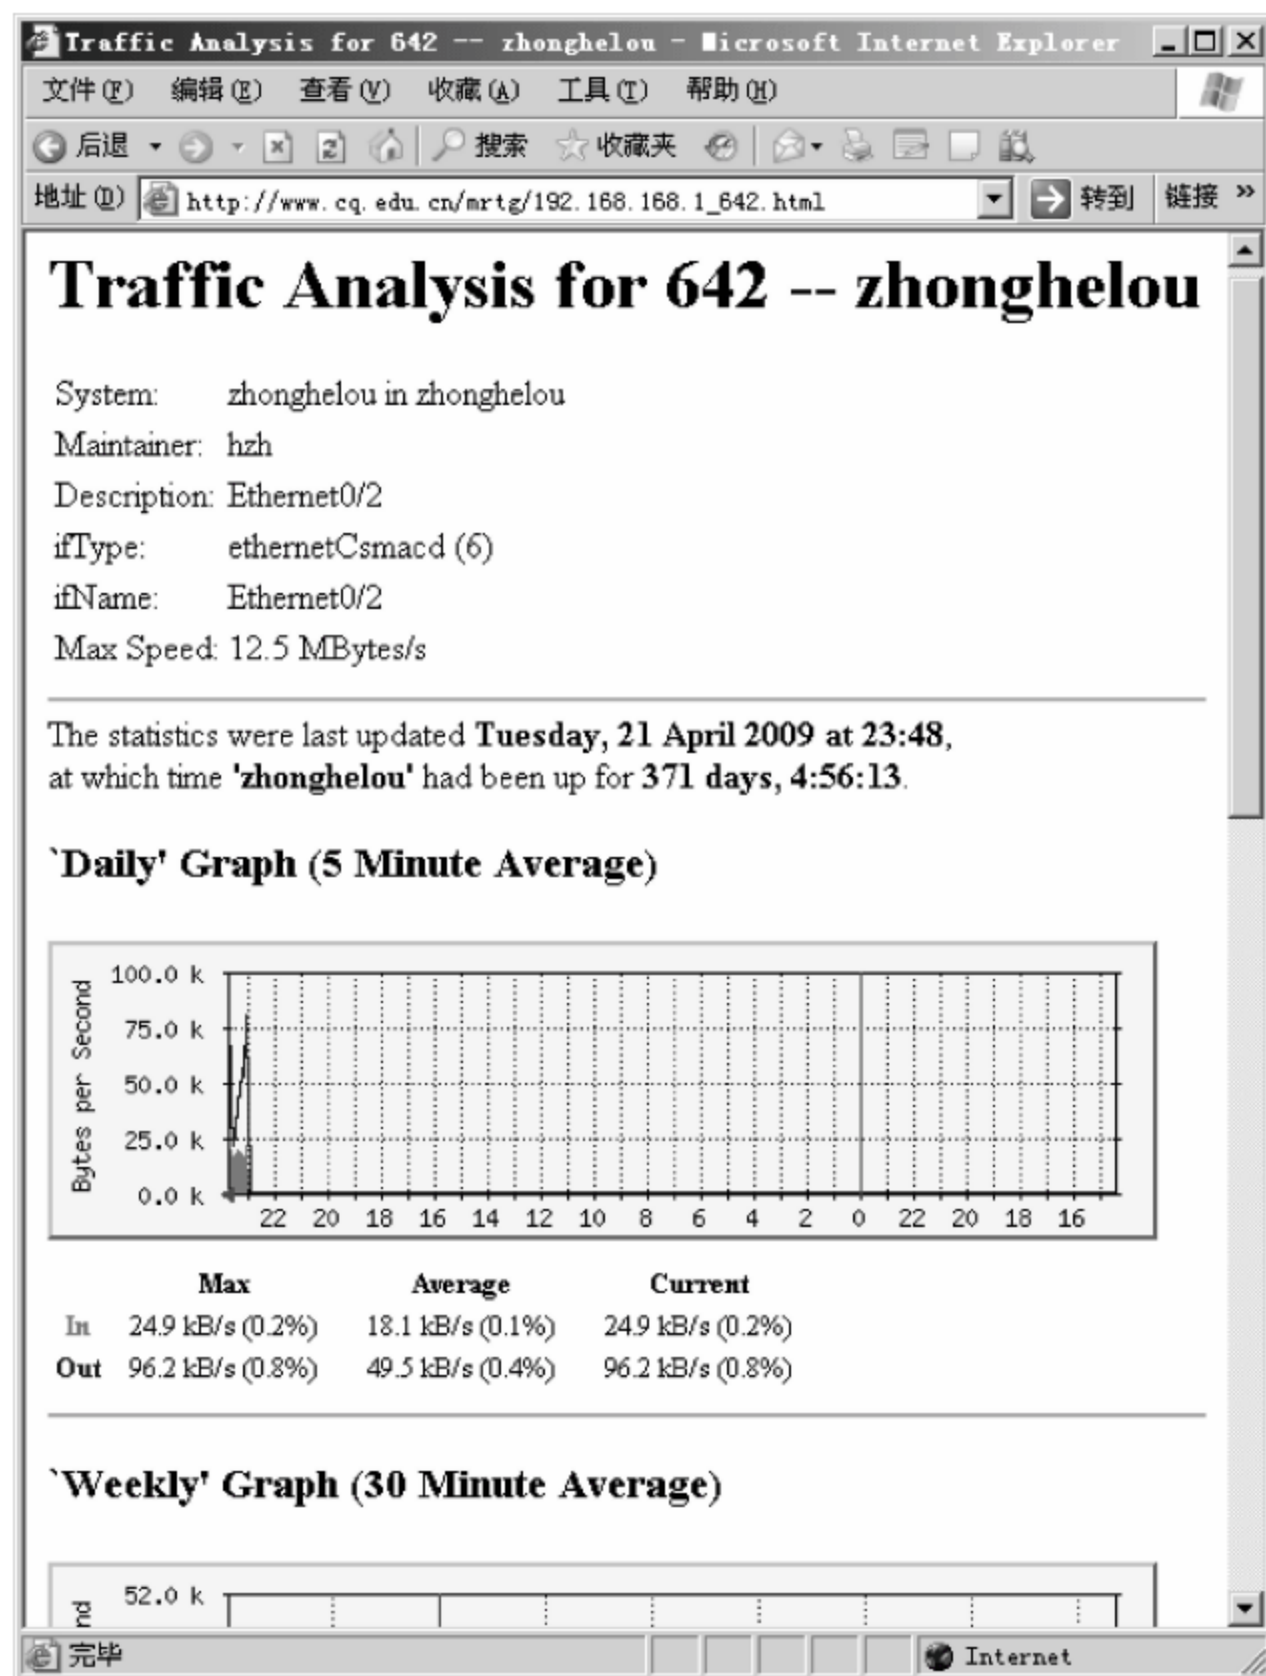 Traffic Analysis for 642 -- zhonghelou - Microsoft Internet Explorer
文件(F) 编辑(E) 查看(V) 收藏(A) 工具(T) 帮助(H)
后退 搜索 收藏夹
地址(D) http://www.cq.edu.cn/mrtg/192.168.168.1_642.html 转到 链接 »
Traffic Analysis for 642 -- zhonghelou
System: zhonghelou in zhonghelou
Maintainer: hzh
Description: Ethernet0/2
ifType: ethernetCsmacd (6)
ifName: Ethernet0/2
Max Speed: 12.5 MBytes/s
The statistics were last updated Tuesday, 21 April 2009 at 23:48,
at which time 'zhonghelou' had been up for 371 days, 4:56:13.
`Daily' Graph (5 Minute Average)
Bytes per Second
100.0 k
75.0 k
50.0 k
25.0 k
0.0 k
22 20 18 16 14 12 10 8 6 4 2 0 22 20 18 16
Max Average Current
In 24.9 kB/s (0.2%) 18.1 kB/s (0.1%) 24.9 kB/s (0.2%)
Out 96.2 kB/s (0.8%) 49.5 kB/s (0.4%) 96.2 kB/s (0.8%)
`Weekly' Graph (30 Minute Average)
52.0 k
nd
完毕 Internet